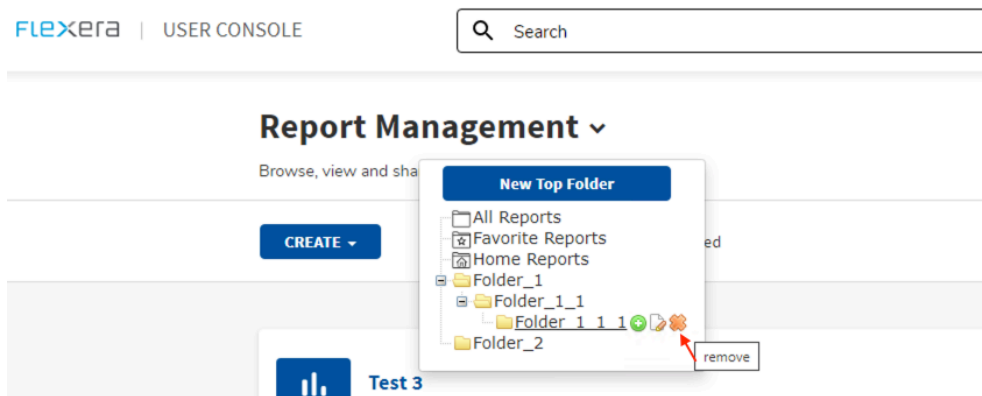 Flexera | USER CONSOLE
Search
Report Management
Browse, view and sha
New Top Folder
All Reports
Favorite Reports
Home Reports
Folder_1
Folder_1_1
Folder_1_1_1
Folder_2
CREATE
ed
remove
Test 3